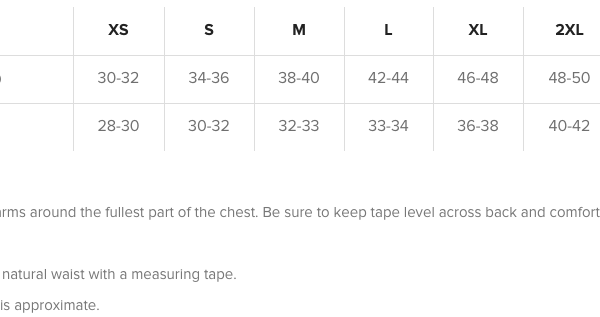 XS S M L XL 2XL
) 30-32 34-36 38-40 42-44 46-48 48-50
28-30 30-32 32-33 33-34 36-38 40-42
arms around the fullest part of the chest. Be sure to keep tape level across back and comfort
natural waist with a measuring tape.
is approximate.